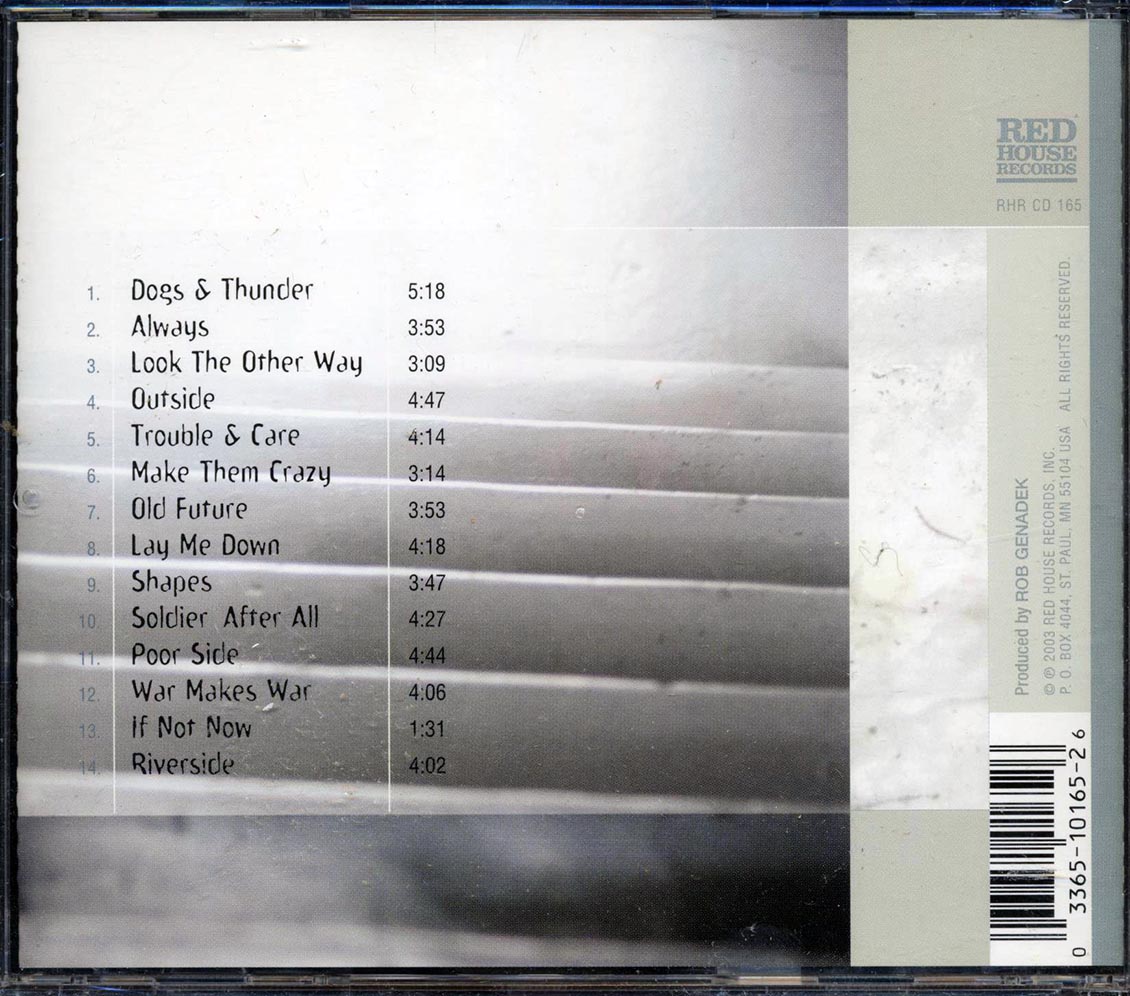 RED
HOUSE
RECORDS
RHR CD 165
1. Dogs & Thunder 5:18
2. Always 3:53
3. Look The Other Way 3:09
4. Outside 4:47
5. Trouble & Care 4:14
6. Make Them Crazy 3:14
7. Old Future 3:53
8. Lay Me Down 4:18
9. Shapes 3:47
10. Soldier After All 4:27
11. Poor Side 4:44
12. War Makes War 4:06
13. If Not Now 1:31
14. Riverside 4:02
Produced by ROB GENADEK
© ℗ 2003 RED HOUSE RECORDS, INC.
P. O. BOX 4044, ST. PAUL, MN 55104 USA ALL RIGHTS RESERVED.
0 3365-10165-2 6